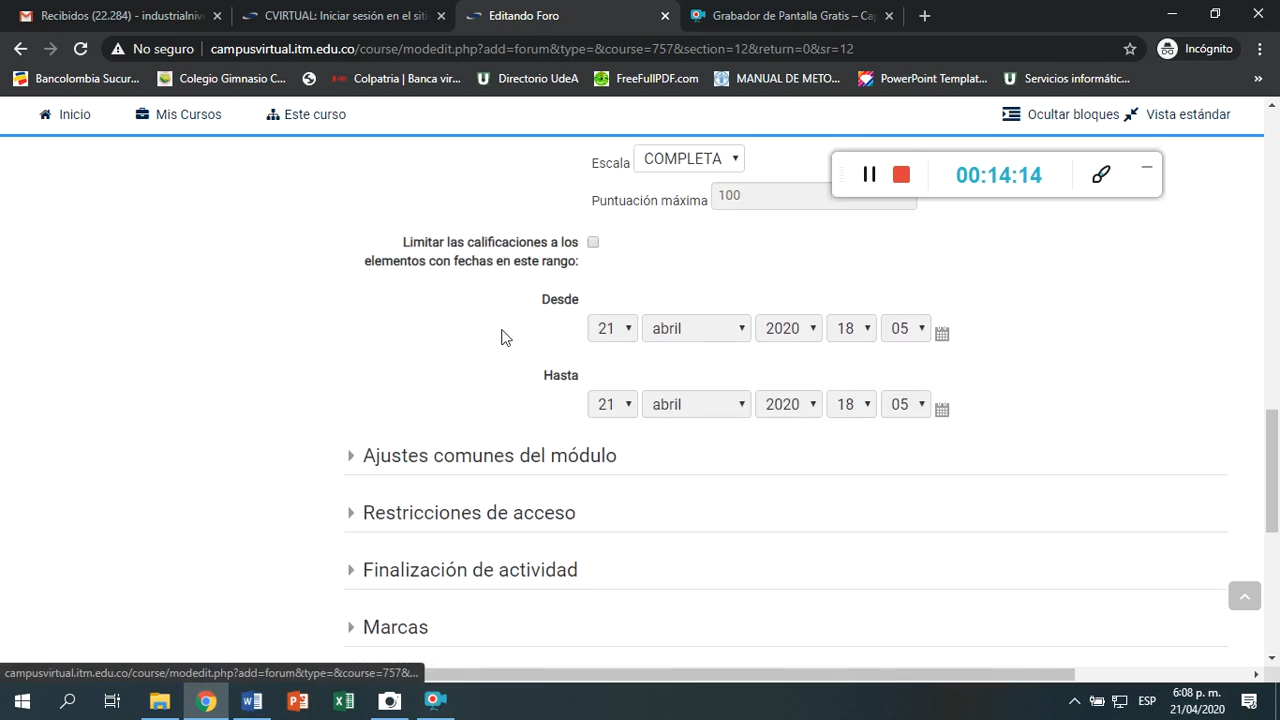 Recibidos (22.284) - industrialnive
CVIRTUAL: Iniciar sesión en el siti
Editando Foro
Grabador de Pantalla Gratis – Ca
No seguro campusvirtual.itm.edu.co/course/modedit.php?add=forum&type=&course=757&section=12&return=0&sr=12
Incógnito
Bancolombia Sucur...
Colegio Gimnasio C...
Colpatria | Banca vir...
Directorio UdeA
FreeFullPDF.com
MANUAL DE METO...
PowerPoint Templat...
Servicios informátic...
»
Inicio
Mis Cursos
Este curso
Ocultar bloques
Vista estándar
Escala COMPLETA
00:14:14
Puntuación máxima 100
Limitar las calificaciones a los
elementos con fechas en este rango:
Desde
21 abril 2020 18 05
Hasta
21 abril 2020 18 05
Ajustes comunes del módulo
Restricciones de acceso
Finalización de actividad
Marcas
campusvirtual.itm.edu.co/course/modedit.php?add=forum&type=&course=757&...
ESP
6:08 p. m.
21/04/2020